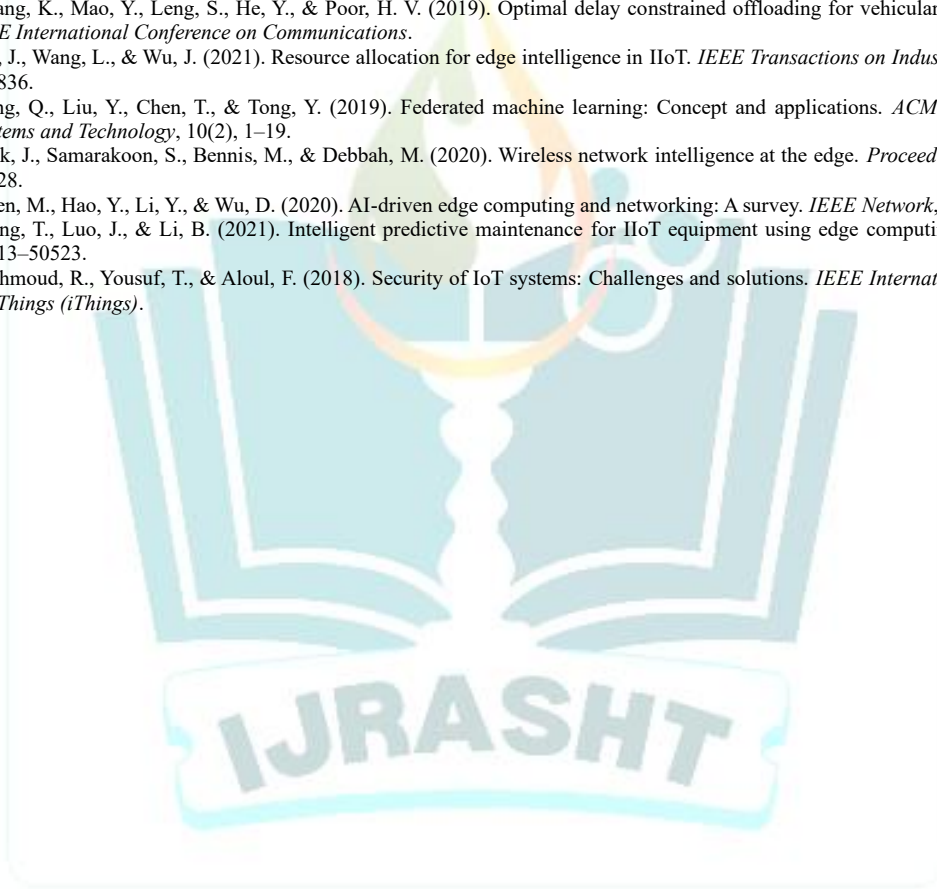 ang, K., Mao, Y., Leng, S., He, Y., & Poor, H. V. (2019). Optimal delay constrained offloading for vehicular
E International Conference on Communications.
, J., Wang, L., & Wu, J. (2021). Resource allocation for edge intelligence in IIoT. IEEE Transactions on Indus
836.
ng, Q., Liu, Y., Chen, T., & Tong, Y. (2019). Federated machine learning: Concept and applications. ACM
tems and Technology, 10(2), 1–19.
k, J., Samarakoon, S., Bennis, M., & Debbah, M. (2020). Wireless network intelligence at the edge. Proceed
28.
en, M., Hao, Y., Li, Y., & Wu, D. (2020). AI-driven edge computing and networking: A survey. IEEE Network,
ng, T., Luo, J., & Li, B. (2021). Intelligent predictive maintenance for IIoT equipment using edge computi
13–50523.
hmoud, R., Yousuf, T., & Aloul, F. (2018). Security of IoT systems: Challenges and solutions. IEEE Internat
Things (iThings).
IJRASHT